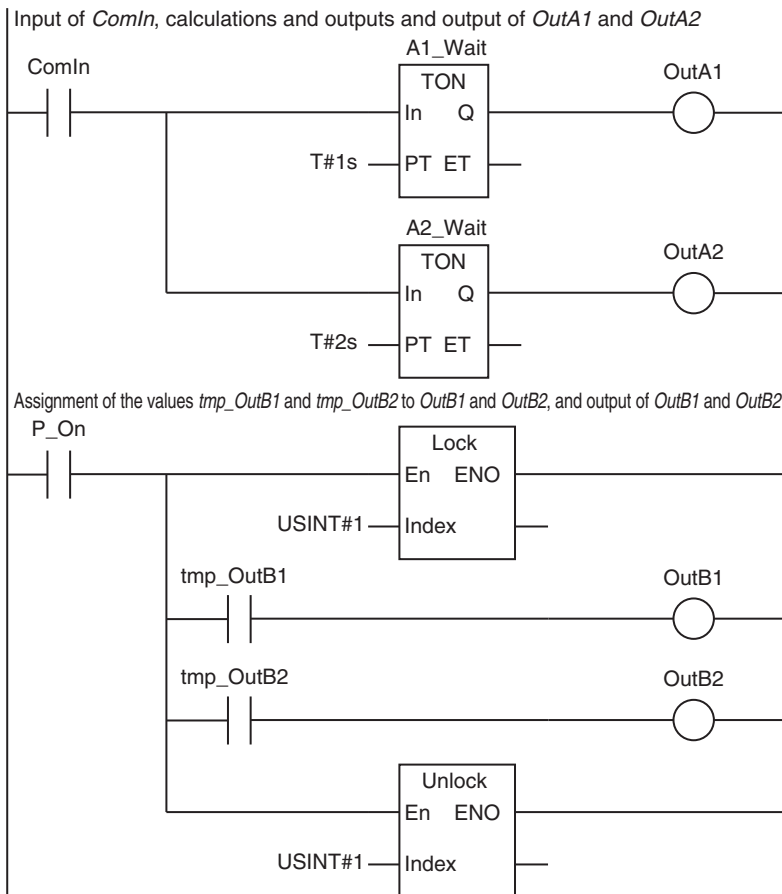 Input of ComIn, calculations and outputs and output of OutA1 and OutA2
A1_Wait
ComIn
OutA1
TON
In Q
T#1s
PT ET
A2_Wait
OutA2
TON
In Q
T#2s
PT ET
Assignment of the values tmp_OutB1 and tmp_OutB2 to OutB1 and OutB2, and output of OutB1 and OutB2
P_On
Lock
En ENO
USINT#1
Index
tmp_OutB1
OutB1
tmp_OutB2
OutB2
Unlock
En ENO
USINT#1
Index